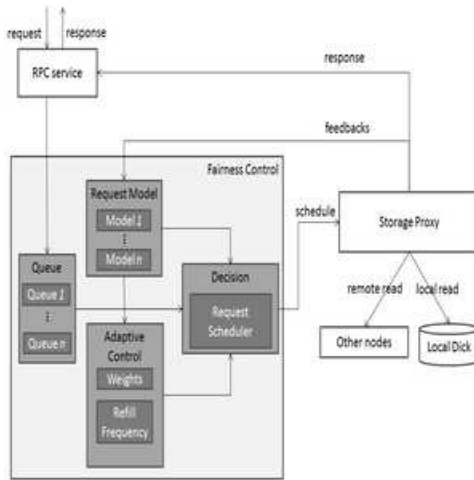 request
response
RPC service
response
feedbacks
Fairness Control
Request Model
Model 1
Model n
schedule
Storage Proxy
Queue
Queue 1
Queue n
Decision
Request
Scheduler
remote read
local read
Adaptive
Control
Weights
Refill
Frequency
Other nodes
Local Dick